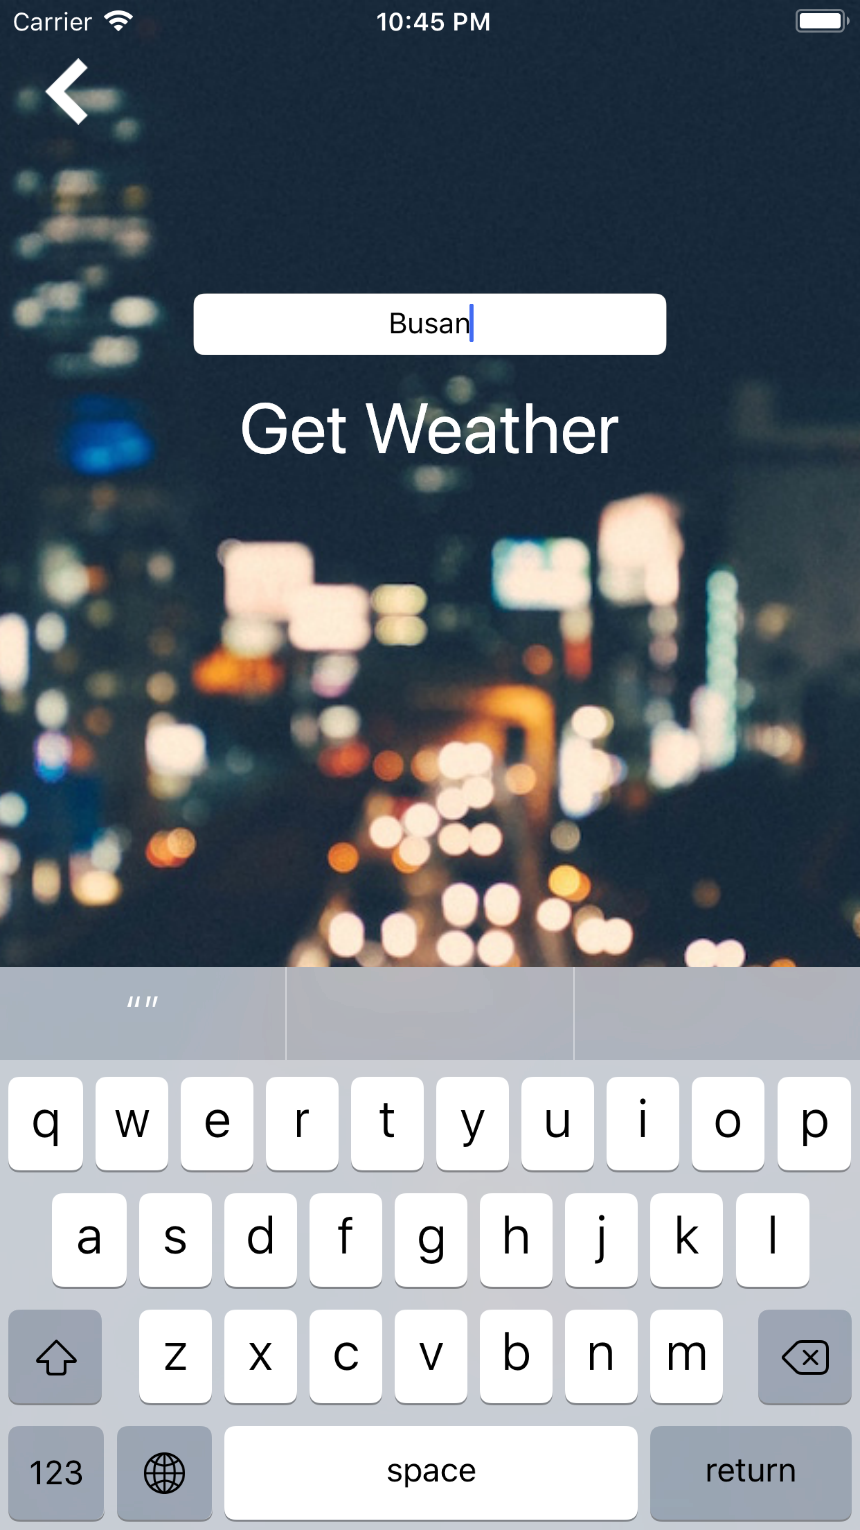 Carrier 10:45 PM
Busan
Get Weather
“”
q w e r t y u i o p
a s d f g h j k l
z x c v b n m
123 space return